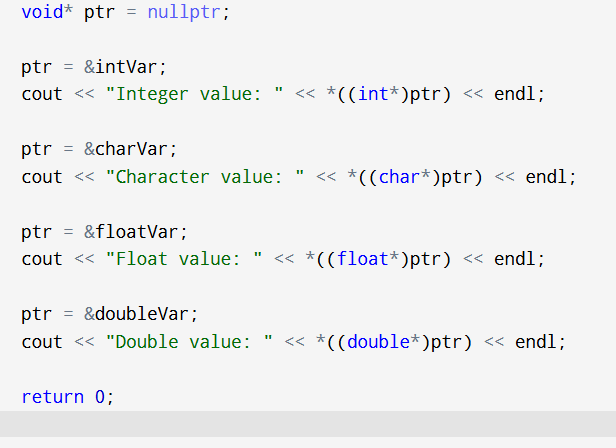 void* ptr = nullptr;
ptr = &intVar;
cout << "Integer value: " << *((int*)ptr) << endl;
ptr = &charVar;
cout << "Character value: " << *((char*)ptr) << endl;
ptr = &floatVar;
cout << "Float value: " << *((float*)ptr) << endl;
ptr = &doubleVar;
cout << "Double value: " << *((double*)ptr) << endl;
return 0;